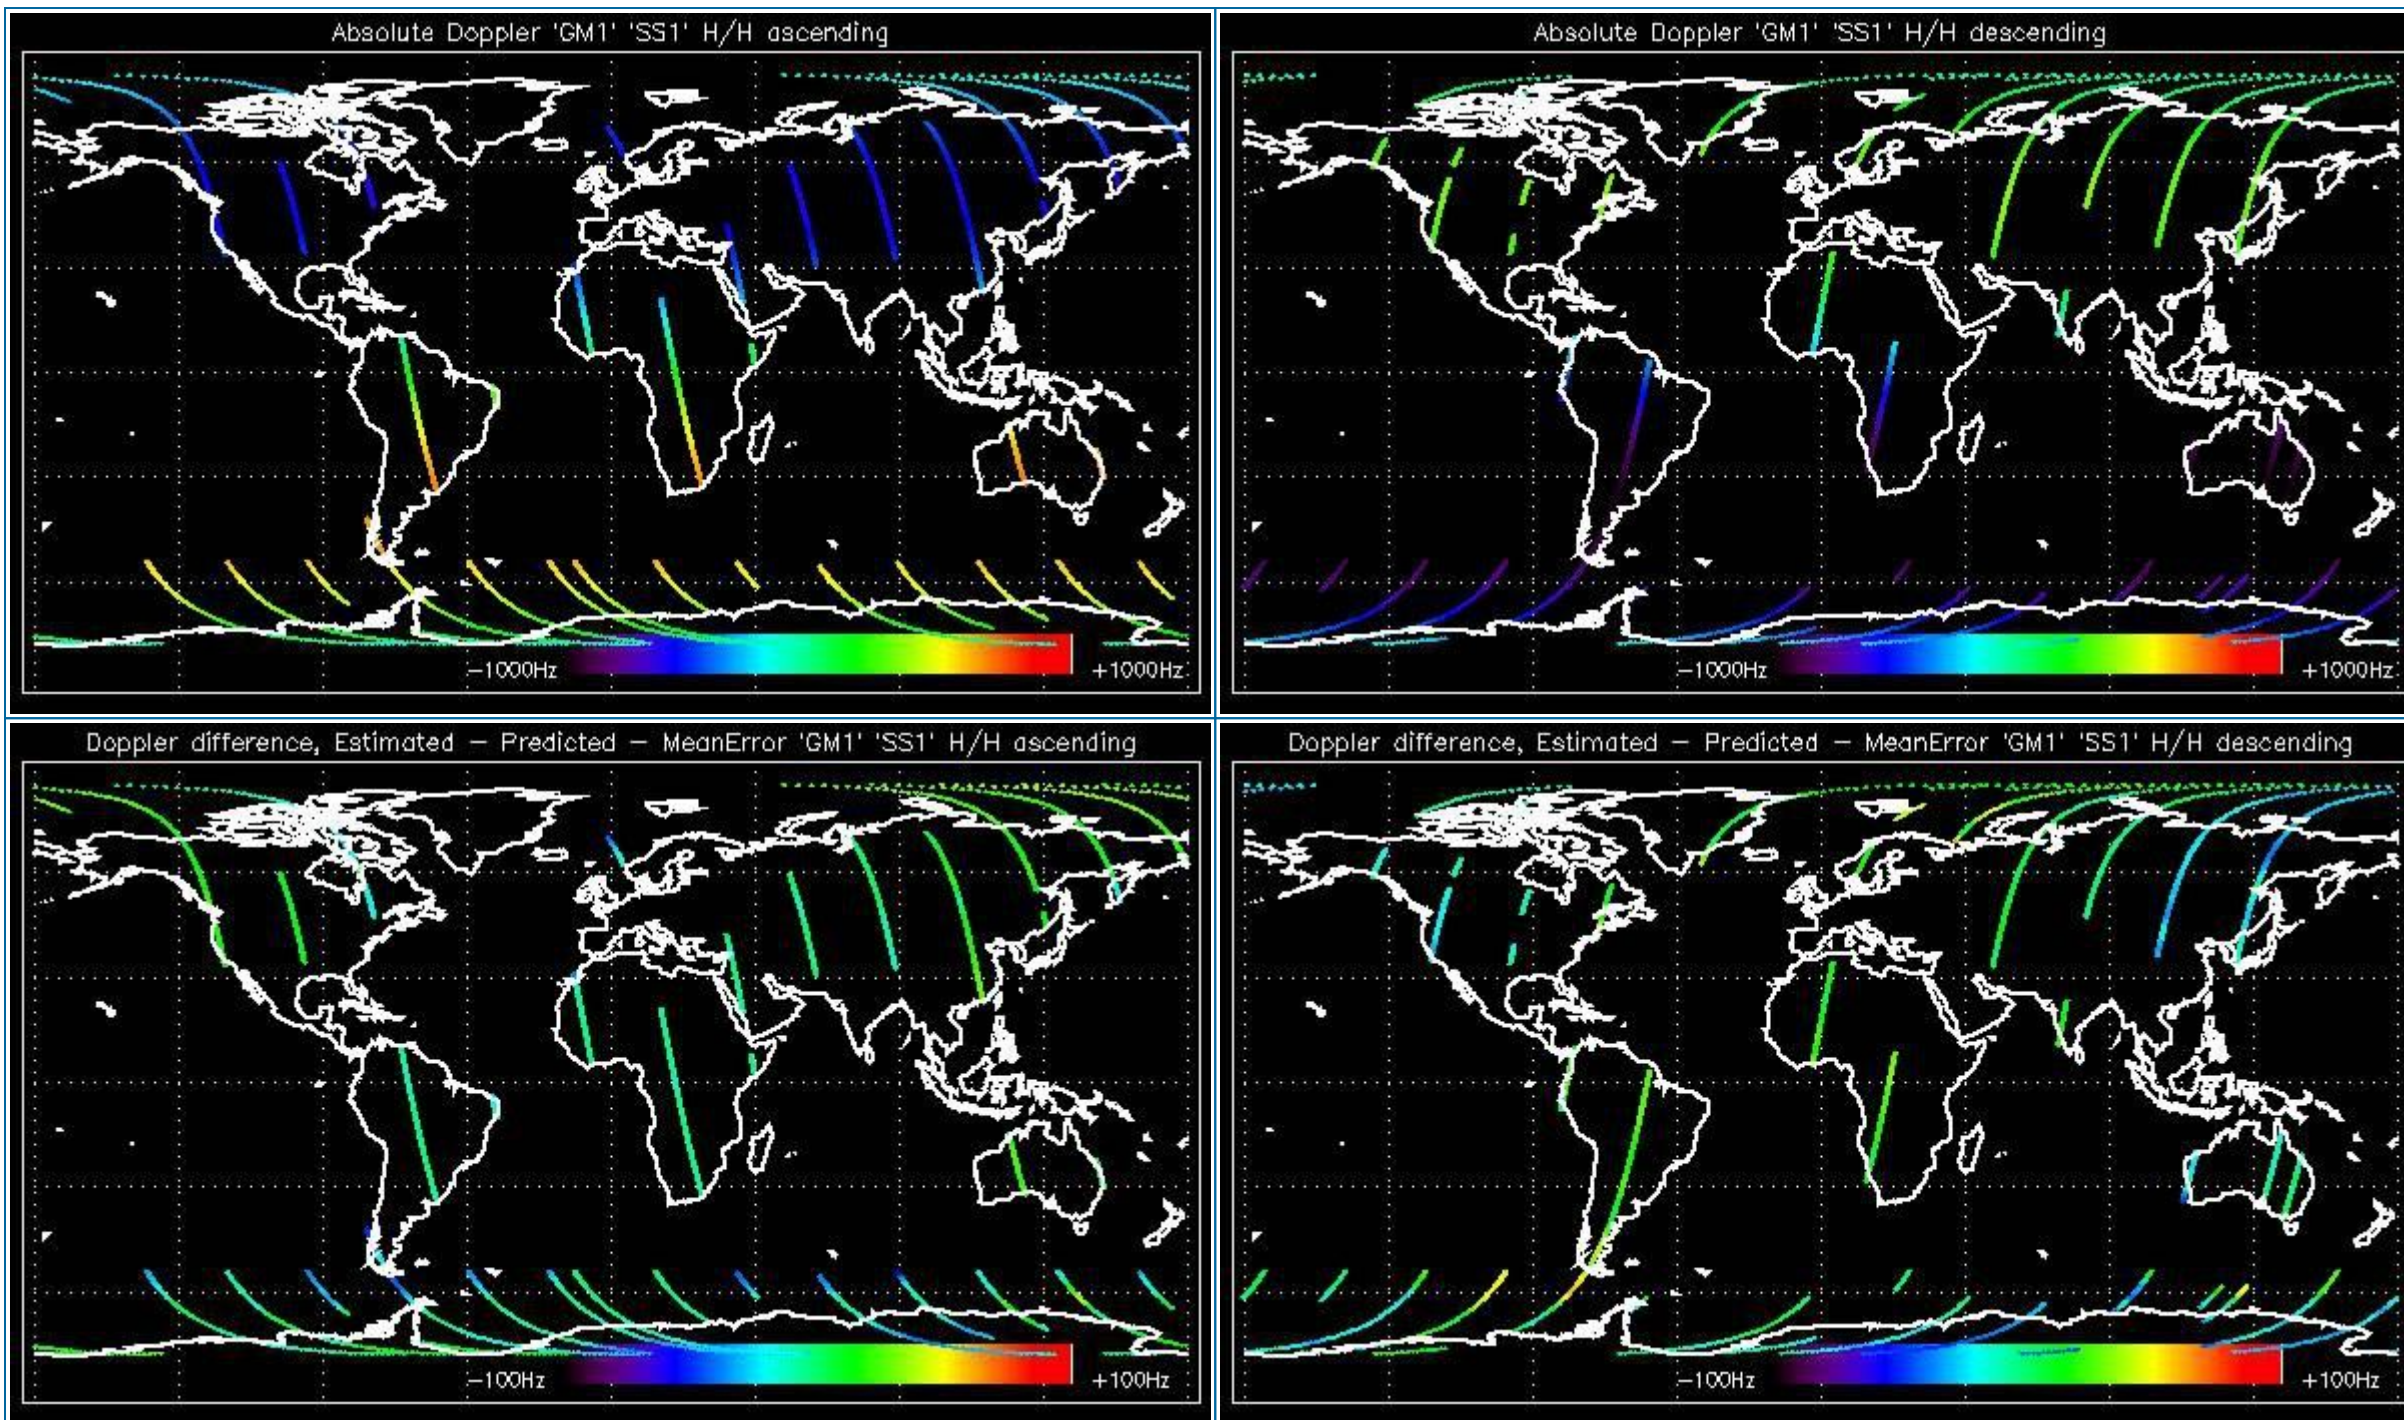 Absolute Doppler 'GM1' 'SS1' H/H ascending
-1000Hz
+1000Hz
Absolute Doppler 'GM1' 'SS1' H/H descending
-1000Hz
+1000Hz
Doppler difference, Estimated - Predicted - MeanError 'GM1' 'SS1' H/H ascending
-100Hz
+100Hz
Doppler difference, Estimated - Predicted - MeanError 'GM1' 'SS1' H/H descending
-100Hz
+100Hz